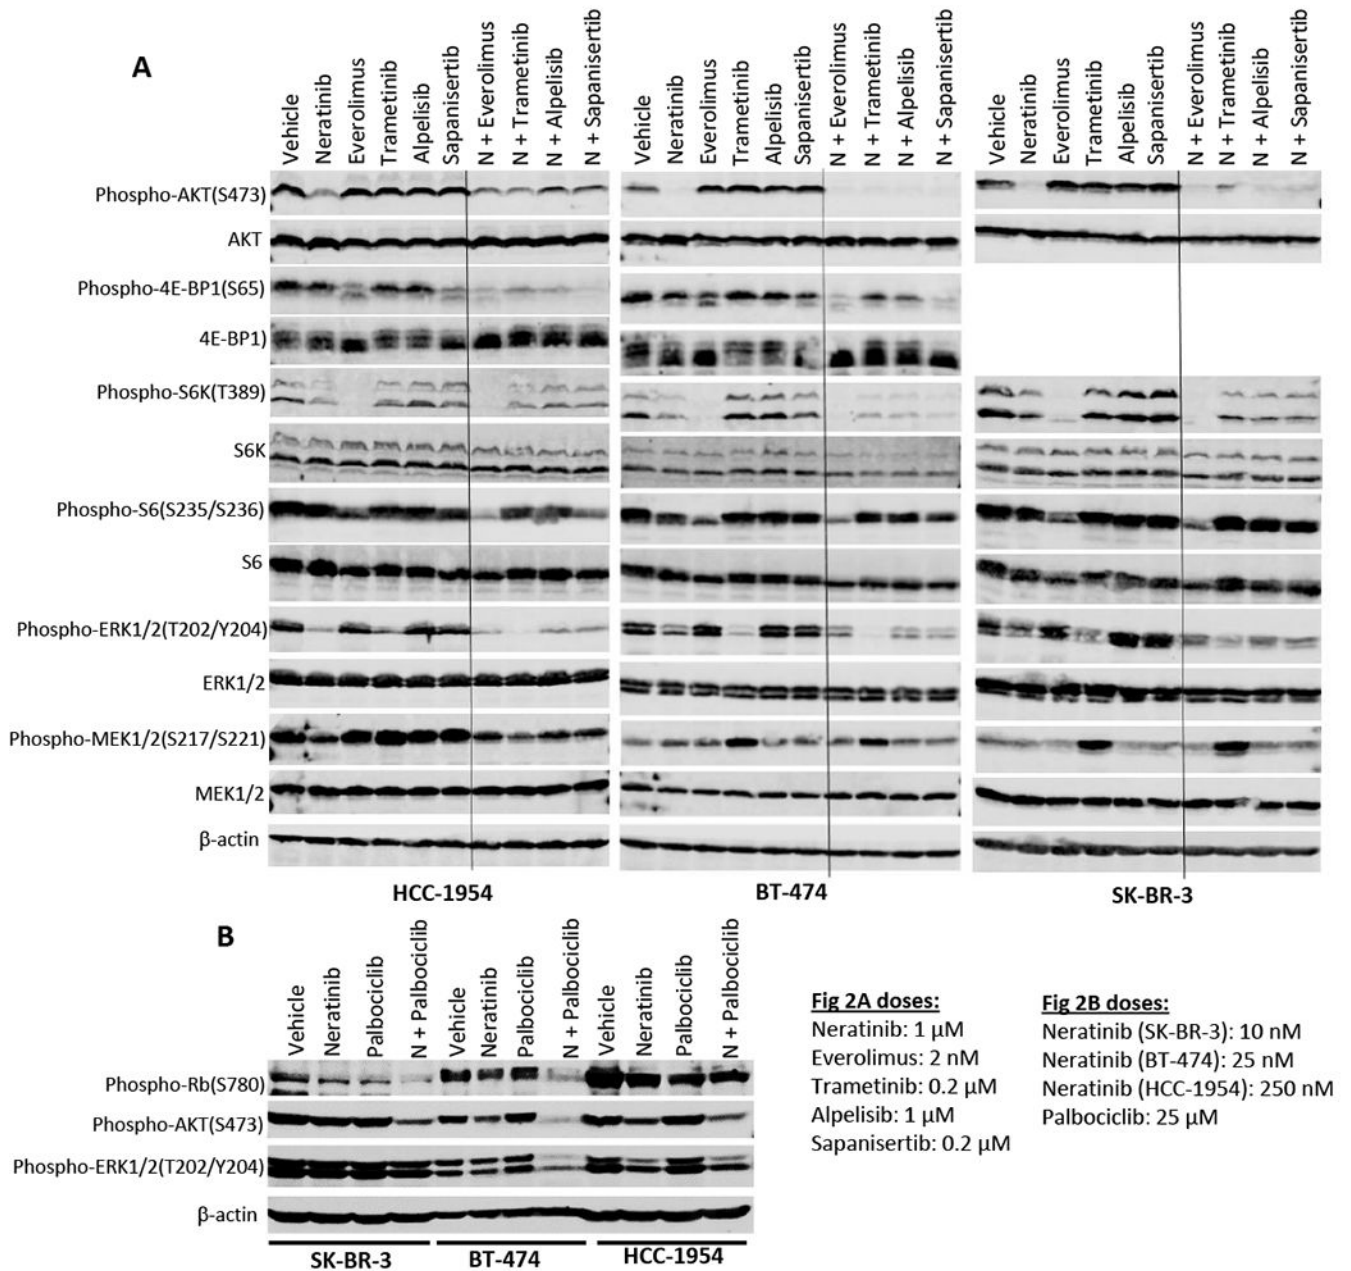 A
Vehicle
Neratinib
Everolimus
Trametinib
Alpelisib
Sapanisertib
N + Everolimus
N + Trametinib
N + Alpelisib
N + Sapanisertib
Vehicle
Neratinib
Everolimus
Trametinib
Alpelisib
Sapanisertib
N + Everolimus
N + Trametinib
N + Alpelisib
N + Sapanisertib
Vehicle
Neratinib
Everolimus
Trametinib
Alpelisib
Sapanisertib
N + Everolimus
N + Trametinib
N + Alpelisib
N + Sapanisertib
Phospho-AKT(S473)
AKT
Phospho-4E-BP1(S65)
4E-BP1)
Phospho-S6K(T389)
S6K
Phospho-S6(S235/S236)
S6
Phospho-ERK1/2(T202/Y204)
ERK1/2
Phospho-MEK1/2(S217/S221)
MEK1/2
β-actin
HCC-1954
BT-474
SK-BR-3
B
Vehicle
Neratinib
Palbociclib
N + Palbociclib
Vehicle
Neratinib
Palbociclib
N + Palbociclib
Vehicle
Neratinib
Palbociclib
N + Palbociclib
Phospho-Rb(S780)
Phospho-AKT(S473)
Phospho-ERK1/2(T202/Y204)
β-actin
SK-BR-3
BT-474
HCC-1954
Fig 2A doses:
Neratinib: 1 µM
Everolimus: 2 nM
Trametinib: 0.2 µM
Alpelisib: 1 µM
Sapanisertib: 0.2 µM
Fig 2B doses:
Neratinib (SK-BR-3): 10 nM
Neratinib (BT-474): 25 nM
Neratinib (HCC-1954): 250 nM
Palbociclib: 25 µM